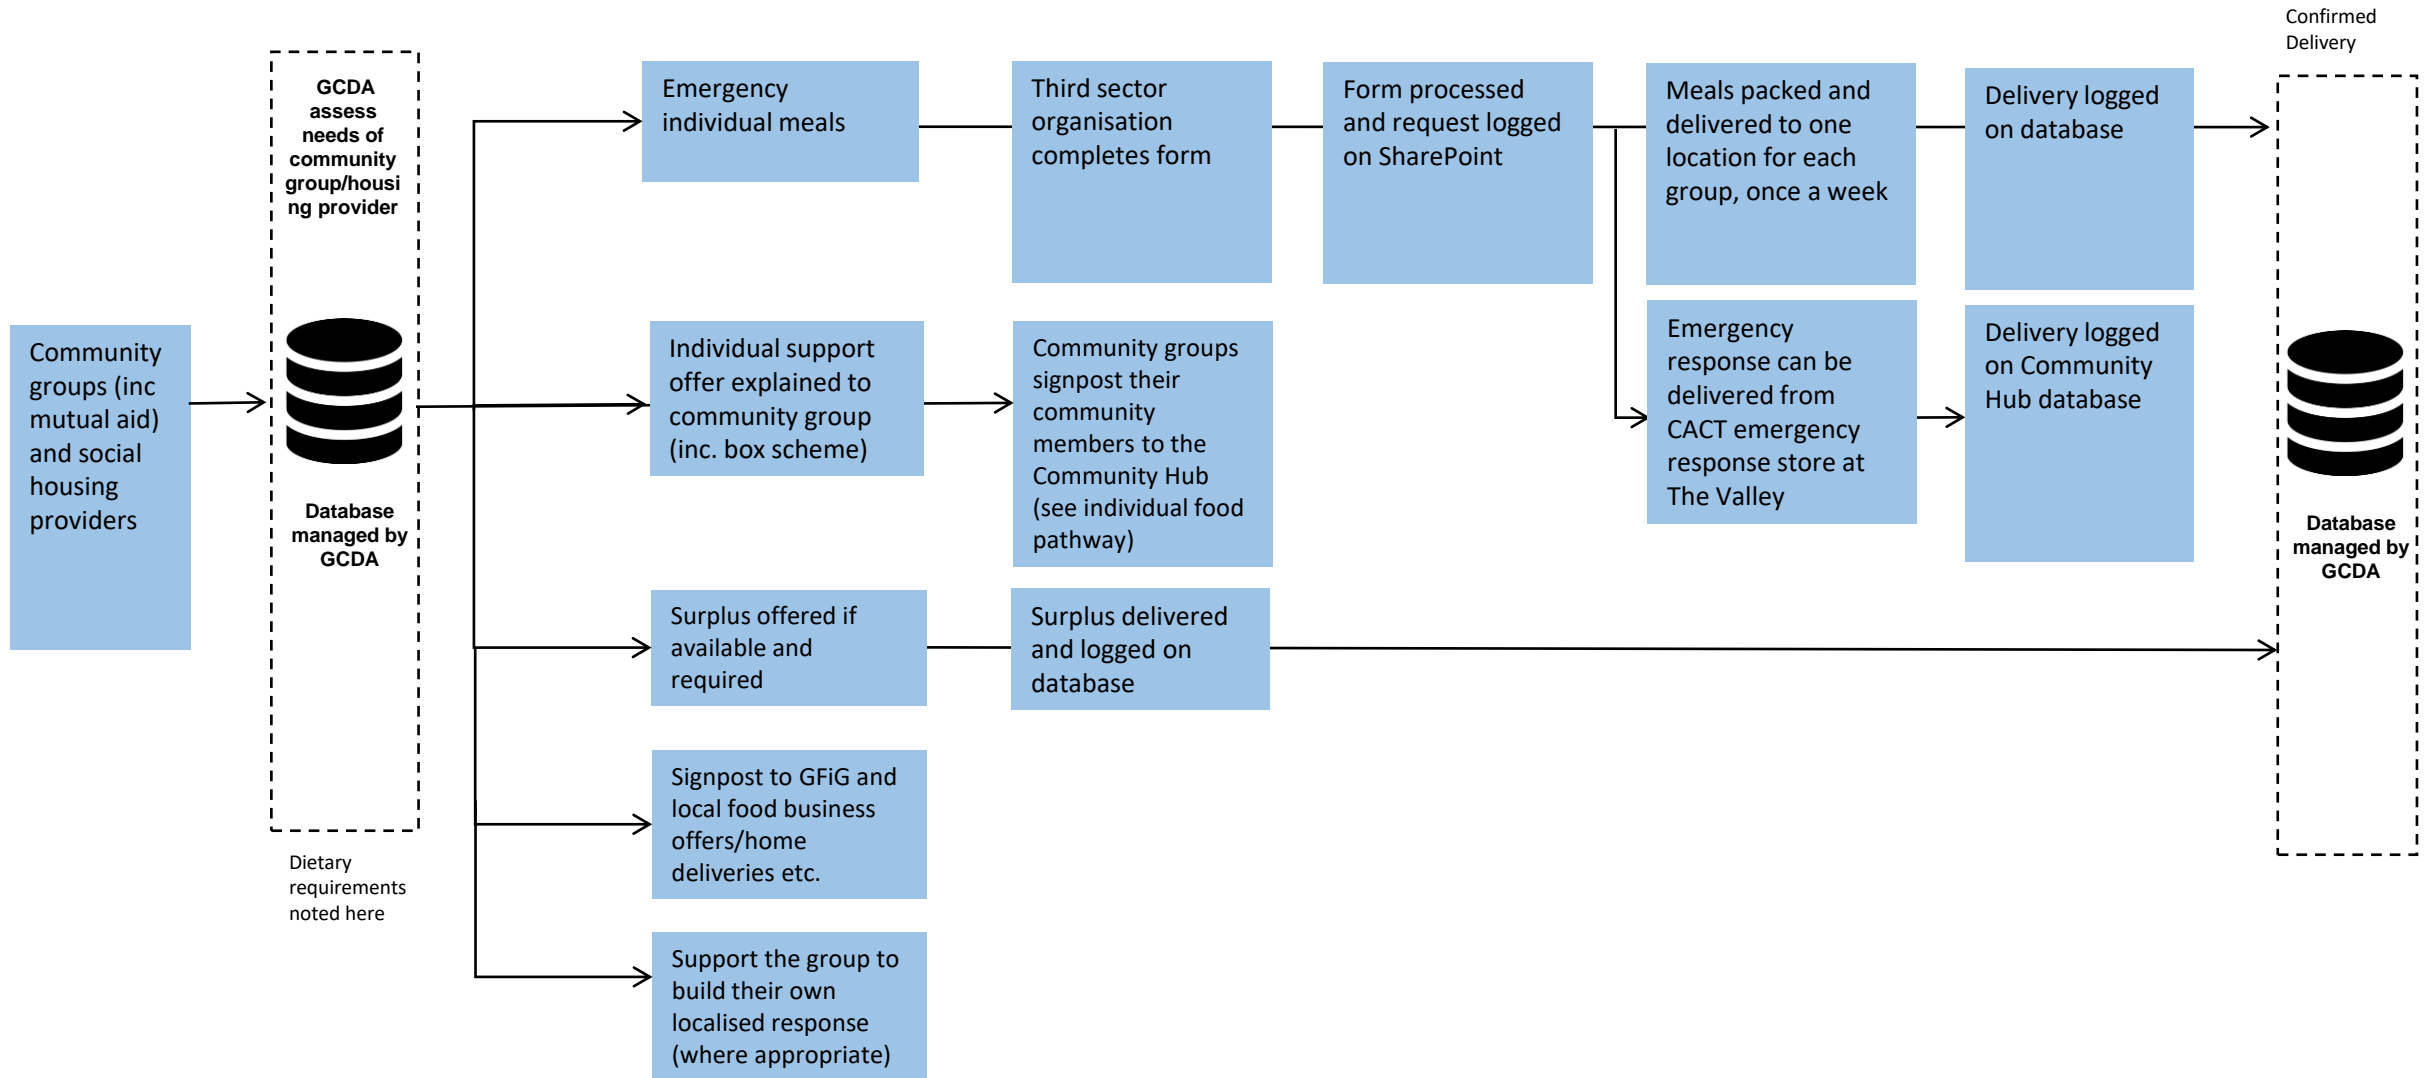 Confirmed
Delivery
GCDA
assess
needs of
community
group/housi
ng provider
Database
managed by
GCDA
Dietary
requirements
noted here
Community
groups (inc
mutual aid)
and social
housing
providers
Emergency
individual meals
Third sector
organisation
completes form
Form processed
and request logged
on SharePoint
Meals packed and
delivered to one
location for each
group, once a week
Delivery logged
on database
Individual support
offer explained to
community group
(inc. box scheme)
Community groups
signpost their
community
members to the
Community Hub
(see individual food
pathway)
Emergency
response can be
delivered from
CACT emergency
response store at
The Valley
Delivery logged
on Community
Hub database
Database
managed by
GCDA
Surplus offered if
available and
required
Surplus delivered
and logged on
database
Signpost to GFiG and
local food business
offers/home
deliveries etc.
Support the group to
build their own
localised response
(where appropriate)